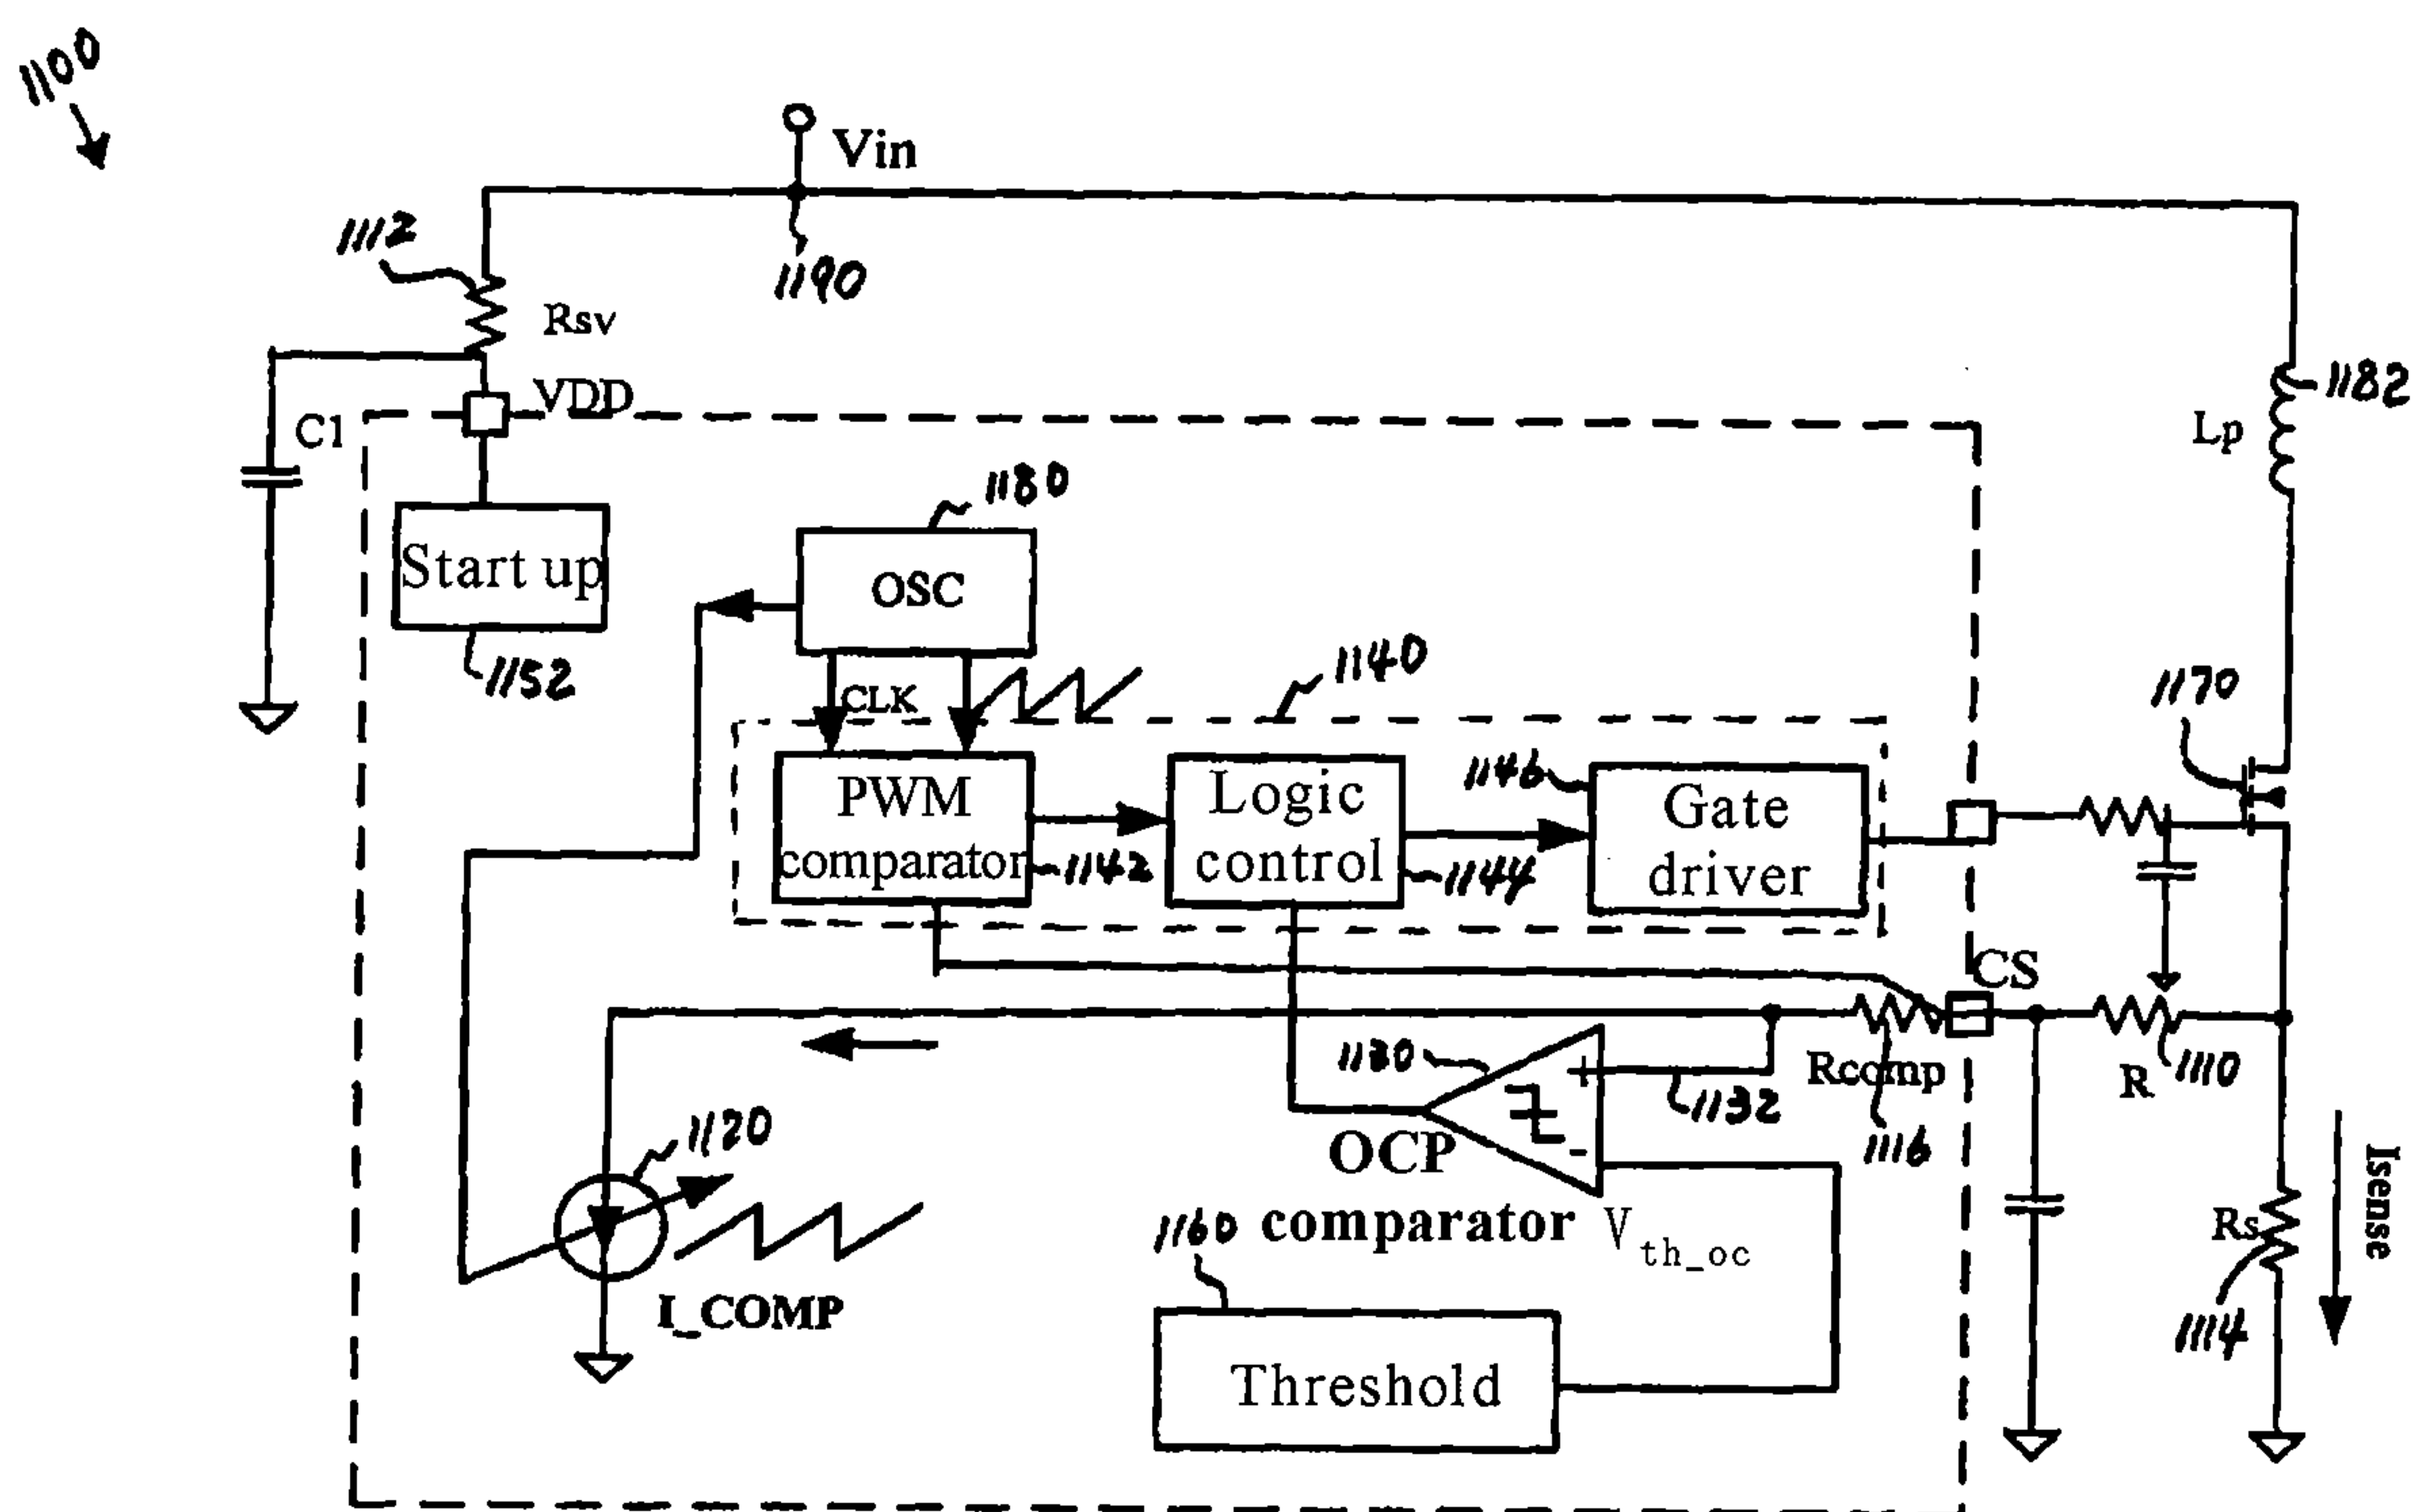 1100
Vin
1112
1190
Rsv
VDD
C1
1182
Lp
1180
OSC
Start up
1152
CLK
1140
1170
PWM
comparator
1142
Logic
control
1144
1146
Gate
driver
CS
1130
+
-
1132
Rcomp
1116
R
1110
OCP
comparator
Vth_oc
1120
I_COMP
1160
Threshold
Isense
Rs
1114